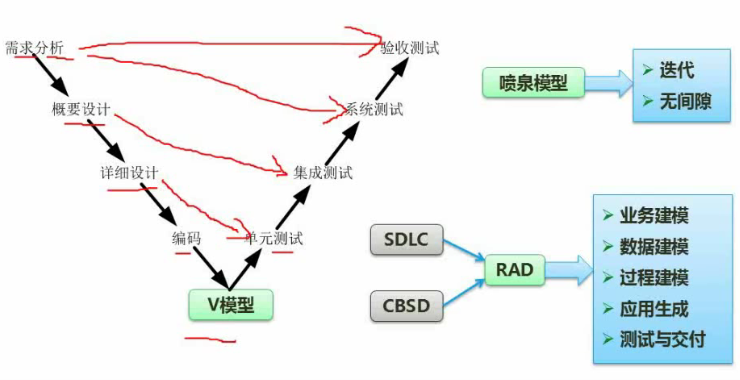 需求分析
验收测试
概要设计
系统测试
详细设计
集成测试
编码
单元测试
V模型
喷泉模型
迭代
无间隙
SDLC
CBSD
RAD
业务建模
数据建模
过程建模
应用生成
测试与交付